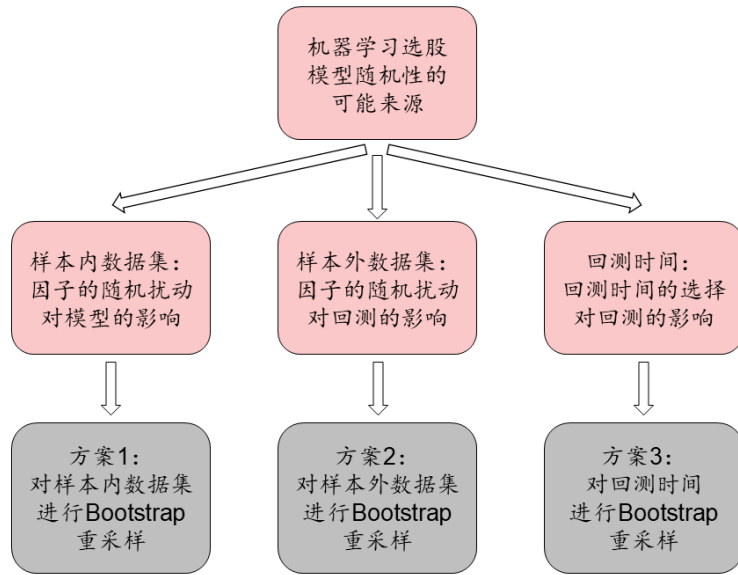 机器学习选股
模型随机性的
可能来源
样本内数据集：
因子的随机扰动
对模型的影响
样本外数据集：
因子的随机扰动
对回测的影响
回测时间：
回测时间的选择
对回测的影响
方案1：
对样本内数据集
进行Bootstrap
重采样
方案2：
对样本外数据集
进行Bootstrap
重采样
方案3：
对回测时间
进行Bootstrap
重采样